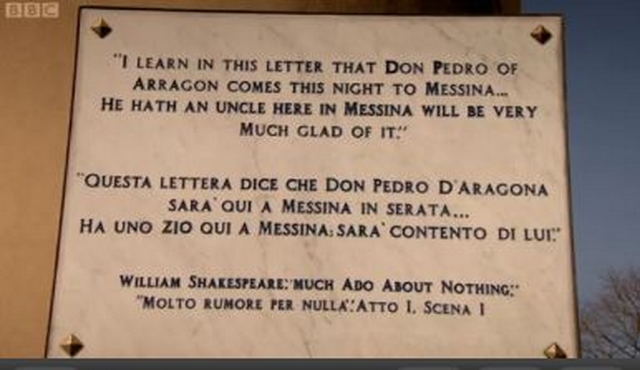 BBC
"I LEARN IN THIS LETTER THAT DON PEDRO OF
ARRAGON COMES THIS NIGHT TO MESSINA...
HE HATH AN UNCLE HERE IN MESSINA WILL BE VERY
MUCH GLAD OF IT."
"QUESTA LETTERA DICE CHE DON PEDRO D'ARAGONA
SARA' QUI A MESSINA IN SERATA...
HA UNO ZIO QUI A MESSINA; SARA' CONTENTO DI LUI."
WILLIAM SHAKESPEARE: "MUCH ADO ABOUT NOTHING;"
"MOLTO RUMORE PER NULLA": ATTO I, SCENA I